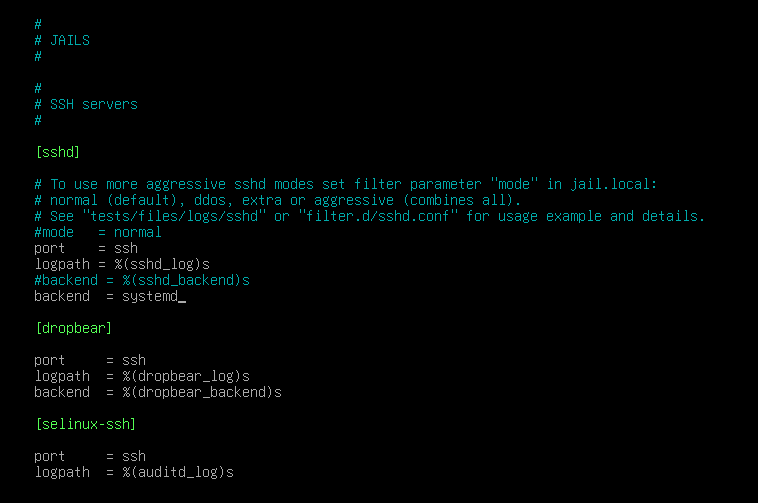 #
# JAILS
#
#
# SSH servers
#
[sshd]
# To use more aggressive sshd modes set filter parameter "mode" in jail.local:
# normal (default), ddos, extra or aggressive (combines all).
# See "tests/files/logs/sshd" or "filter.d/sshd.conf" for usage example and details.
#mode   = normal
port    = ssh
logpath = %(sshd_log)s
#backend = %(sshd_backend)s
backend  = systemd_
[dropbear]
port     = ssh
logpath  = %(dropbear_log)s
backend  = %(dropbear_backend)s
[selinux-ssh]
port     = ssh
logpath  = %(auditd_log)s